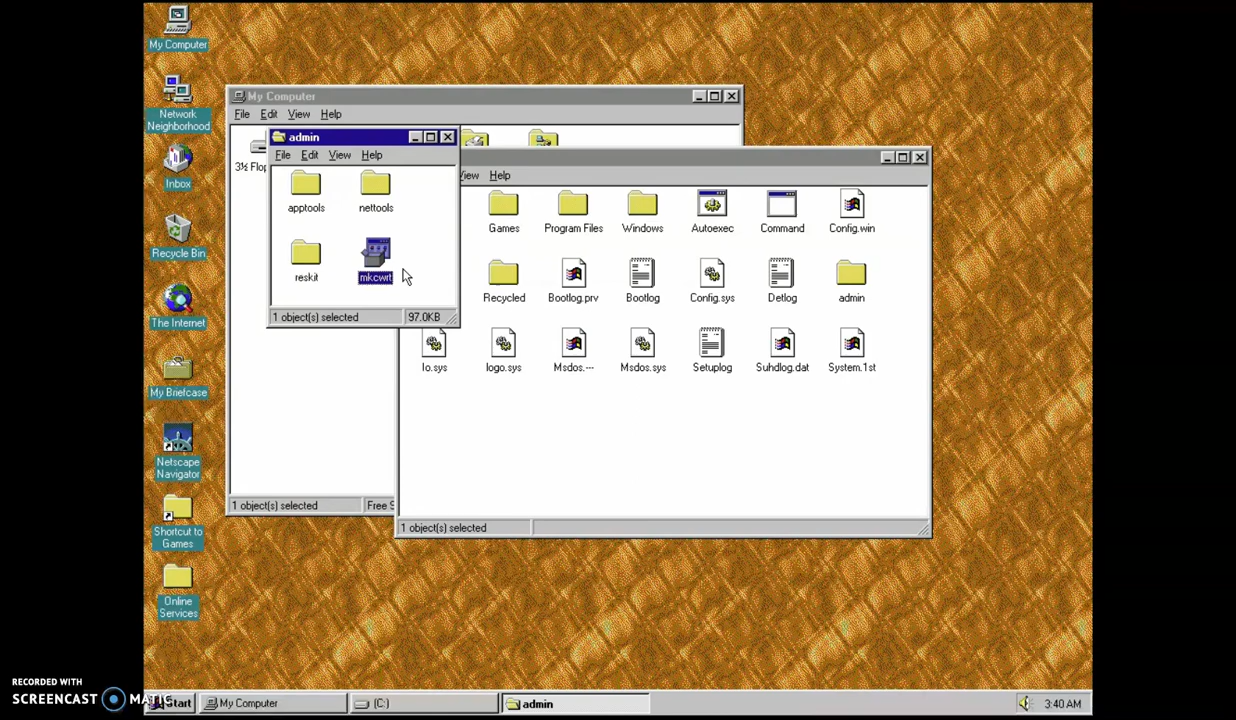 My Computer
Network
Neighborhood
Inbox
Recycle Bin
The Internet
My Briefcase
Netscape
Navigator
Shortcut to
Games
Online
Services
My Computer
File Edit View Help
3½ Flop
1 object(s) selected
Free S
admin
File Edit View Help
apptools
nettools
reskit
mkcwrt
1 object(s) selected
97.0KB
View Help
Games
Program Files
Windows
Autoexec
Command
Config.win
Recycled
Bootlog.prv
Bootlog
Config.sys
Detlog
admin
Io.sys
logo.sys
Msdos.---
Msdos.sys
Setuplog
Suhdlog.dat
System.1st
1 object(s) selected
RECORDED WITH
SCREENCAST MATIC
Start
My Computer
(C:)
admin
3:40 AM